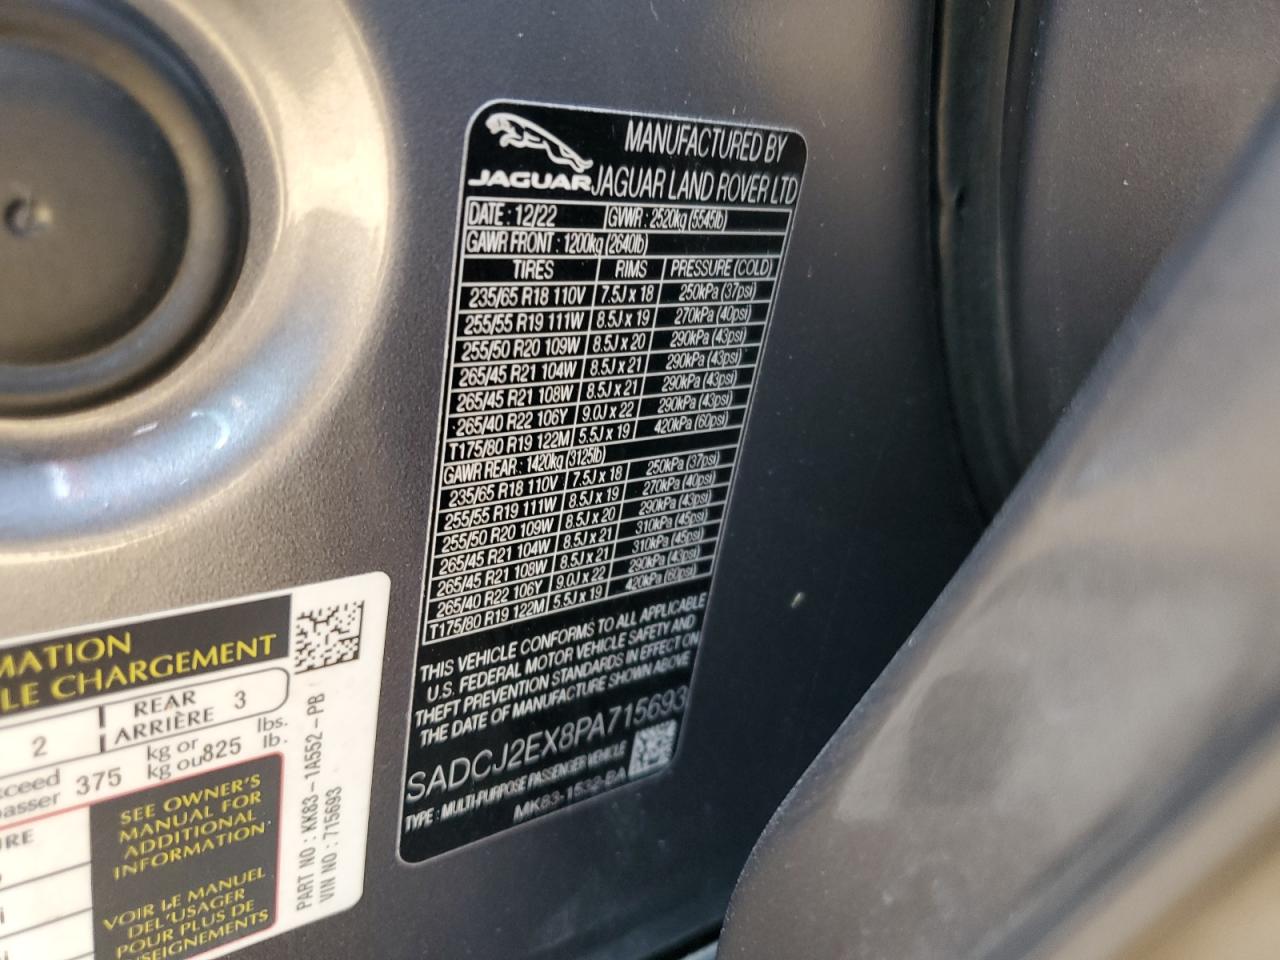 JAGUAR
MANUFACTURED BY
JAGUAR LAND ROVER LTD
DATE : 12/22 GVWR : 2520kg (5545lb)
GAWR FRONT : 1200kg (2640lb)
TIRES RIMS PRESSURE (COLD)
235/65 R18 110V 7.5J x 18 250kPa (37psi)
255/55 R19 111W 8.5J x 19 270kPa (40psi)
255/50 R20 109W 8.5J x 20 290kPa (43psi)
265/45 R21 104W 8.5J x 21 290kPa (43psi)
265/45 R21 108W 8.5J x 21 290kPa (43psi)
265/40 R22 106Y 9.0J x 22 290kPa (43psi)
T175/80 R19 122M 5.5J x 19 420kPa (60psi)
GAWR REAR : 1420kg (3125lb)
235/65 R18 110V 7.5J x 18 250kPa (37psi)
255/55 R19 111W 8.5J x 19 270kPa (40psi)
255/50 R20 109W 8.5J x 20 290kPa (43psi)
265/45 R21 104W 8.5J x 21 310kPa (45psi)
265/45 R21 108W 8.5J x 21 310kPa (45psi)
265/40 R22 106Y 9.0J x 22 290kPa (43psi)
T175/80 R19 122M 5.5J x 19 420kPa (60psi)
THIS VEHICLE CONFORMS TO ALL APPLICABLE
U.S. FEDERAL MOTOR VEHICLE SAFETY AND
THEFT PREVENTION STANDARDS IN EFFECT ON
THE DATE OF MANUFACTURE SHOWN ABOVE
SADCJ2EX8PA715693
TYPE : MULTI-PURPOSE PASSENGER VEHICLE
MK83-1532-BA
MATION
LE CHARGEMENT
2 REAR
ARRIÈRE 3
xceed 375 kg or 825 lbs.
passer kg ou lb.
URE
SEE OWNER'S
MANUAL FOR
ADDITIONAL
INFORMATION
VOIR LE MANUEL
DE L'USAGER
POUR PLUS DE
NSEIGNEMENTS
PART NO : KK83-1A552-PB
VIN NO : 715693